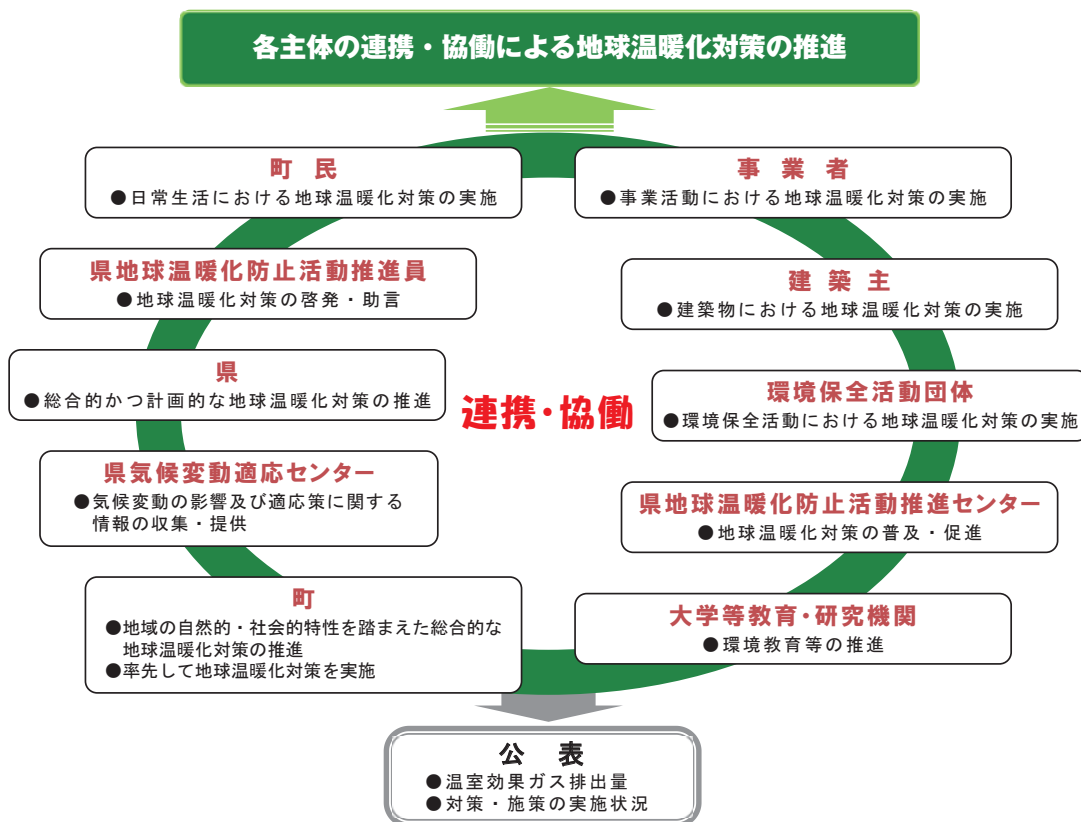 各主体の連携・協働による地球温暖化対策の推進
町民
●日常生活における地球温暖化対策の実施
事業者
●事業活動における地球温暖化対策の実施
県地球温暖化防止活動推進員
●地球温暖化対策の啓発・助言
建築主
●建築物における地球温暖化対策の実施
県
●総合的かつ計画的な地球温暖化対策の推進
連携・協働
環境保全活動団体
●環境保全活動における地球温暖化対策の実施
県気候変動適応センター
●気候変動の影響及び適応策に関する
情報の収集・提供
県地球温暖化防止活動推進センター
●地球温暖化対策の普及・促進
町
●地域の自然的・社会的特性を踏まえた総合的な
地球温暖化対策の推進
●率先して地球温暖化対策を実施
大学等教育・研究機関
●環境教育等の推進
公表
●温室効果ガス排出量
●対策・施策の実施状況